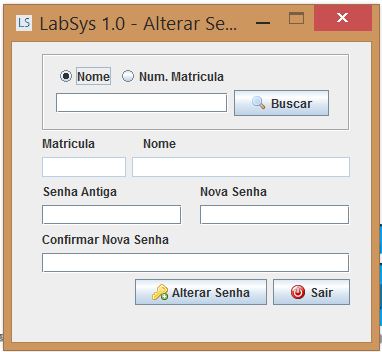 LS LabSys 1.0 - Alterar Se...
Nome Num. Matricula
Buscar
Matricula Nome
Senha Antiga Nova Senha
Confirmar Nova Senha
Alterar Senha Sair